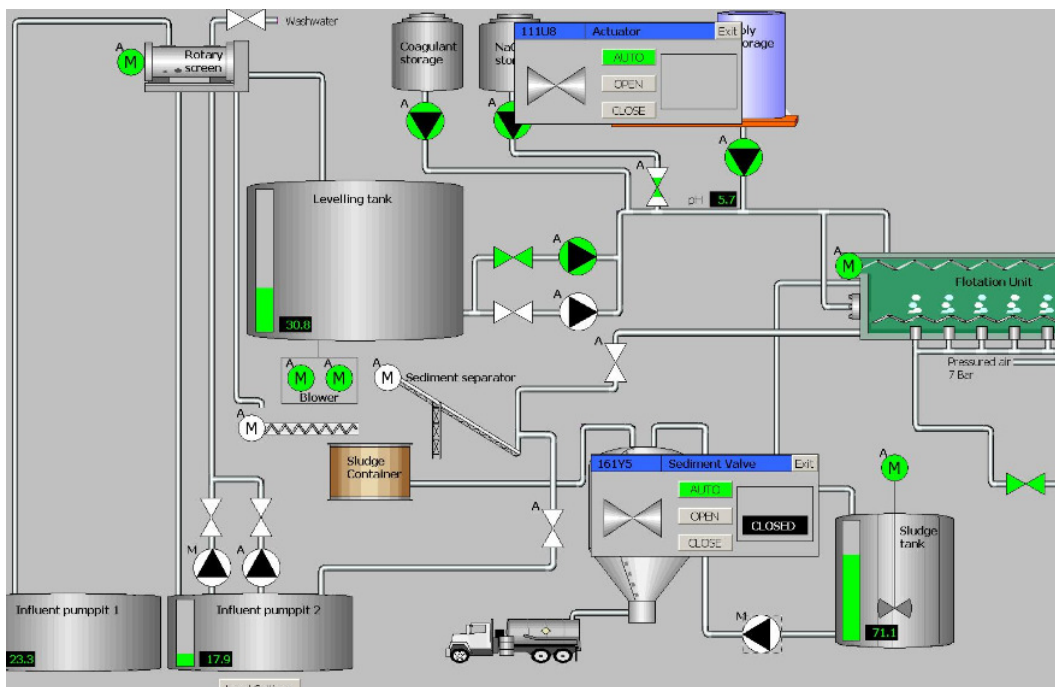 Washwater
A
M
Rotary
screen
Coagulant
storage
111U8 Actuator Exit
AUTO
OPEN
CLOSE
A
A
A
A
pH 5.7
Levelling tank
30.8
A
A
A
M
Flotation Unit
Pressured air
7 Bar
A
A
M
M
Blower
A
M
Sediment separator
A
A
M
Sludge
Container
161Y5 Sediment Valve Exit
AUTO
OPEN
CLOSE
CLOSED
A
M
Sludge
tank
71.1
A
M
A
M
Influent pumppit 1
23.3
Influent pumppit 2
17.9